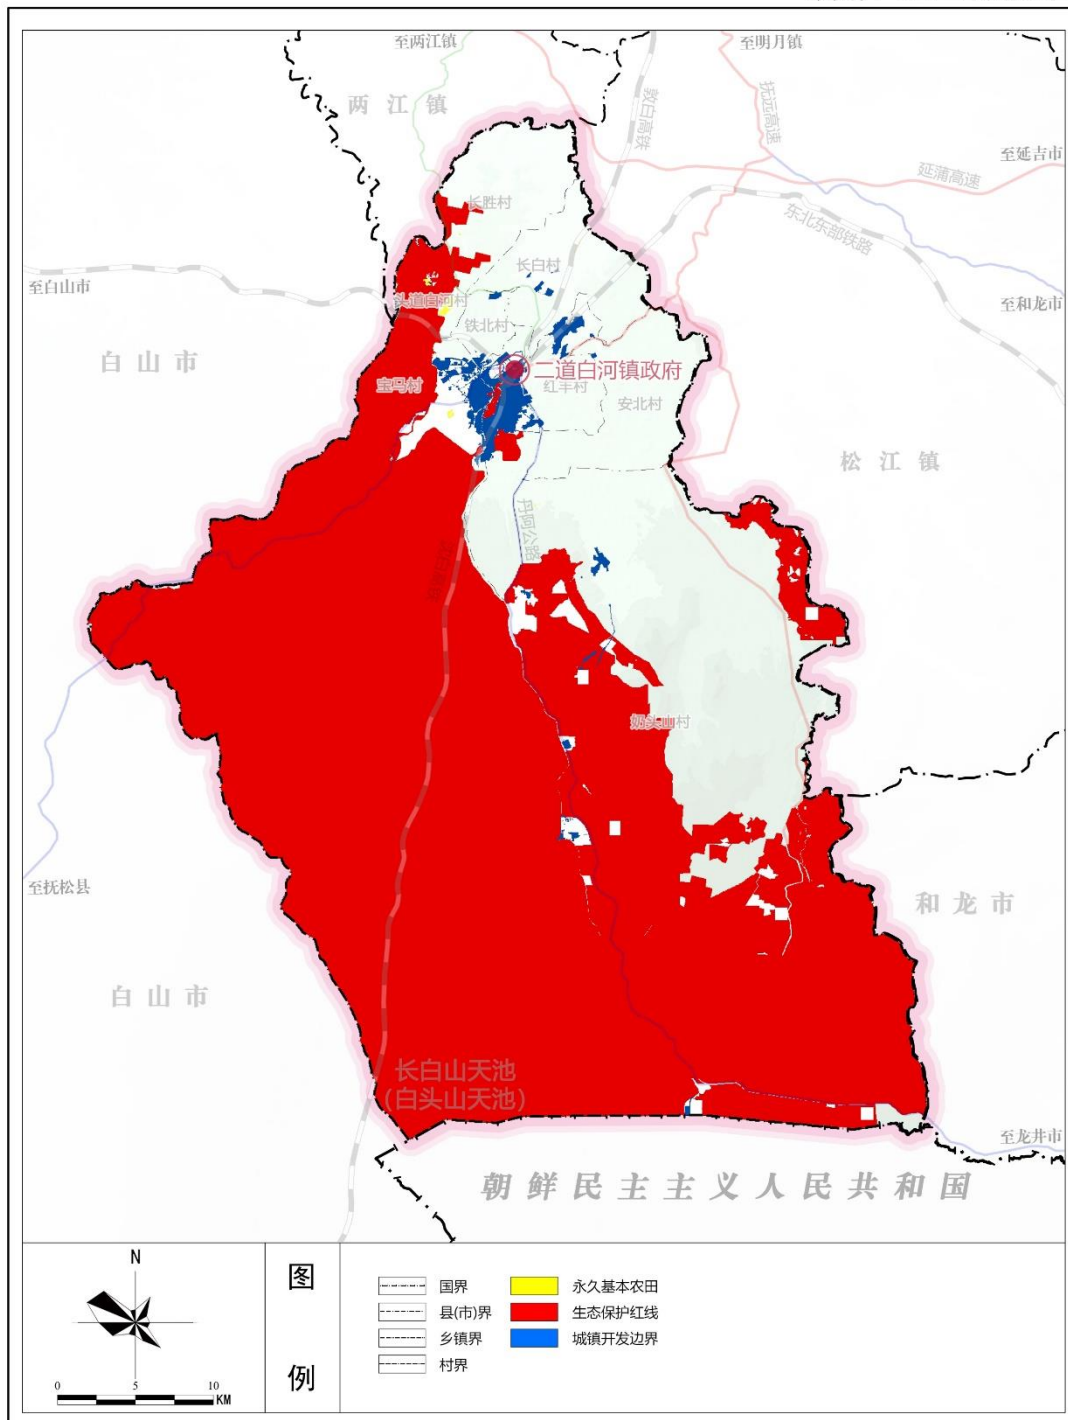 至两江镇
至明月镇
两江镇
敦白高铁
抚远高速
至延吉市
延蒲高速
长胜村
东北东部铁路
长白村
至白山市
头道白河村
至和龙市
铁北村
白山市
二道白河镇政府
宝马村
红丰村
安北村
松江镇
丹阿公路
奶头山村
至抚松县
和龙市
白山市
长白山天池
(白头山天池)
至龙井市
朝鲜民主主义人民共和国
N
0 5 10
KM
图例
国界
县(市)界
乡镇界
村界
永久基本农田
生态保护红线
城镇开发边界